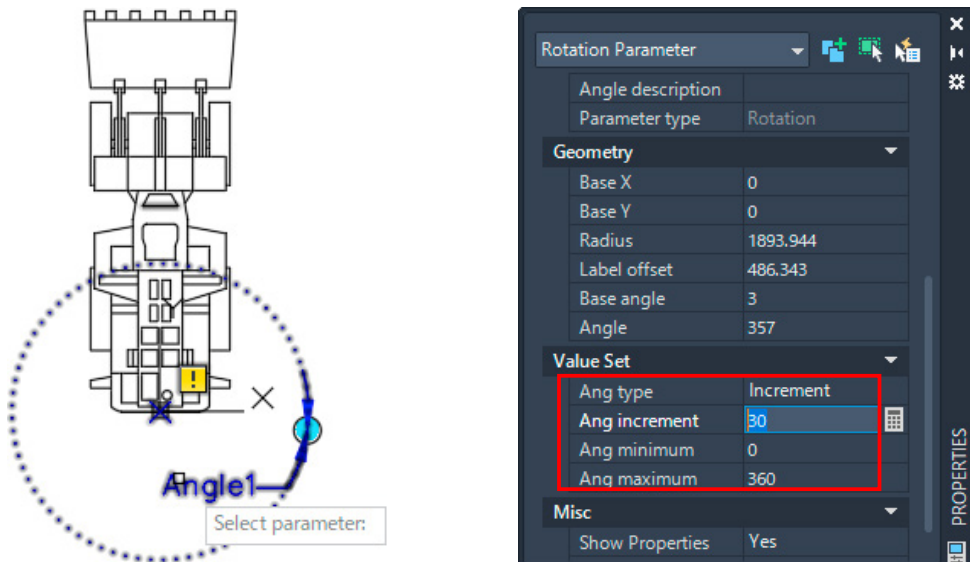 Angle1
Select parameter:
Rotation Parameter
Angle description
Parameter type Rotation
Geometry
Base X 0
Base Y 0
Radius 1893.944
Label offset 486.343
Base angle 3
Angle 357
Value Set
Ang type Increment
Ang increment 30
Ang minimum 0
Ang maximum 360
Misc
Show Properties Yes
PROPERTIES